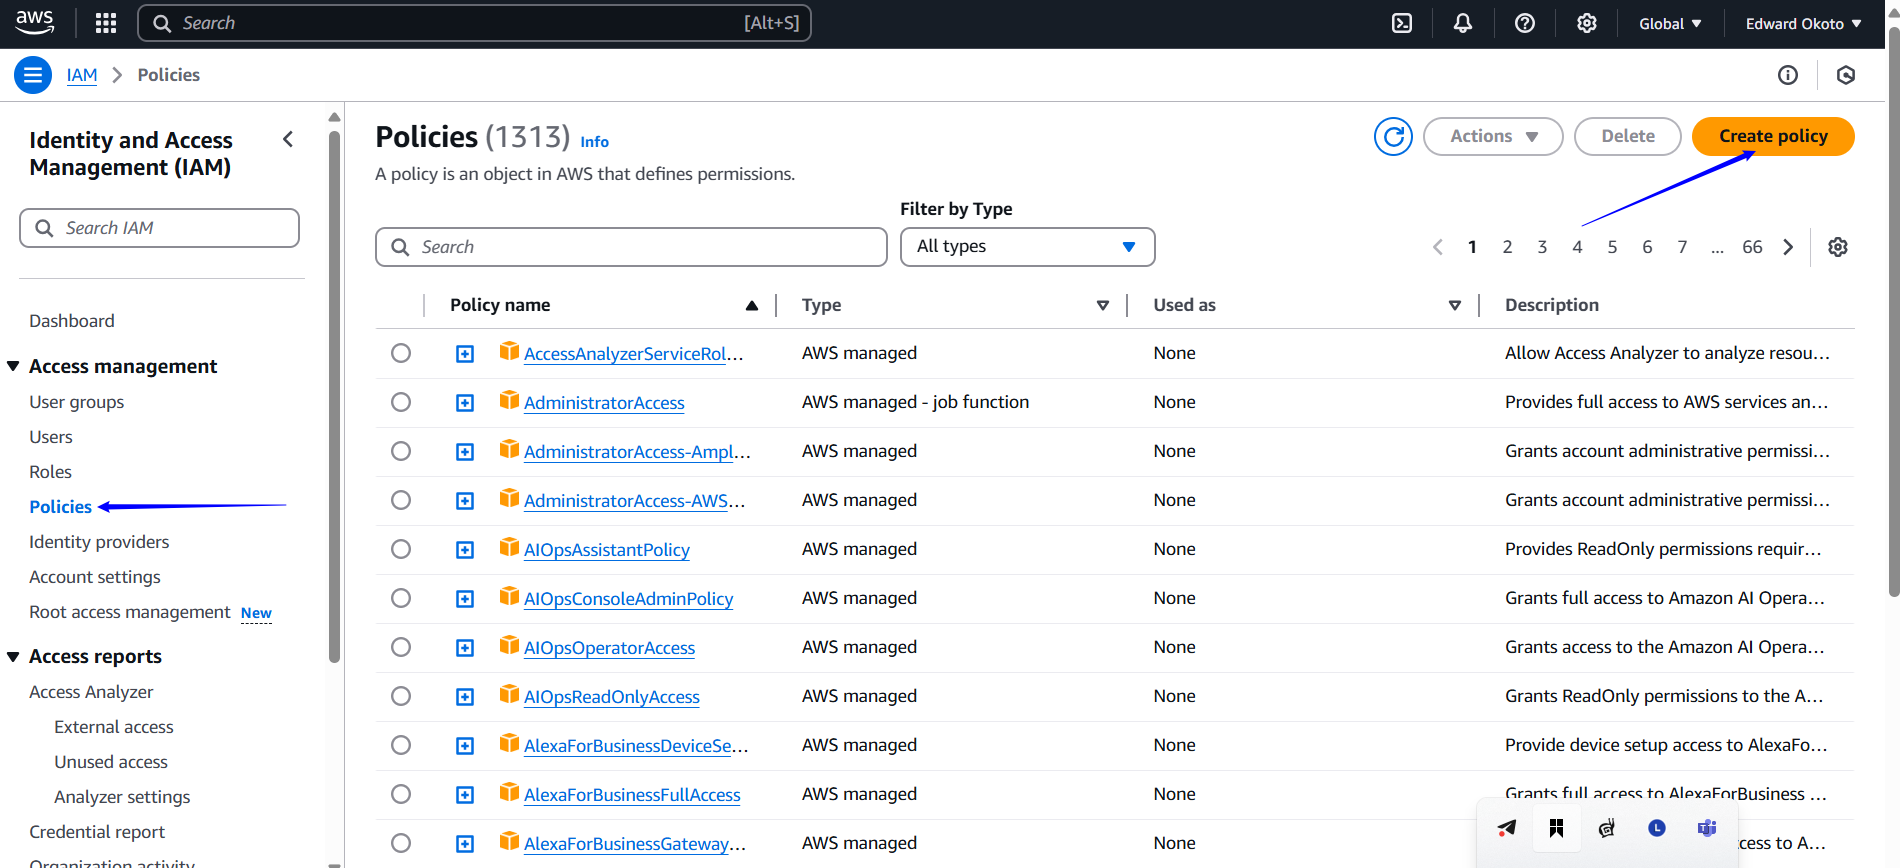 aws Search [Alt+S] Global Edward Okoto
IAM Policies
Identity and Access
Management (IAM)
Search IAM
Dashboard
Access management
User groups
Users
Roles
Policies
Identity providers
Account settings
Root access management New
Access reports
Access Analyzer
External access
Unused access
Analyzer settings
Credential report
Organization activity
Policies (1313) Info
Actions Delete Create policy
A policy is an object in AWS that defines permissions.
Filter by Type
Search All types 1 2 3 4 5 6 7 ... 66
Policy name Type Used as Description
AccessAnalyzerServiceRol... AWS managed None Allow Access Analyzer to analyze resou...
AdministratorAccess AWS managed - job function None Provides full access to AWS services an...
AdministratorAccess-Ampl... AWS managed None Grants account administrative permissi...
AdministratorAccess-AWS... AWS managed None Grants account administrative permissi...
AIOpsAssistantPolicy AWS managed None Provides ReadOnly permissions requir...
AIOpsConsoleAdminPolicy AWS managed None Grants full access to Amazon AI Opera...
AIOpsOperatorAccess AWS managed None Grants access to the Amazon AI Opera...
AIOpsReadOnlyAccess AWS managed None Grants ReadOnly permissions to the A...
AlexaForBusinessDeviceSe... AWS managed None Provide device setup access to AlexaFo...
AlexaForBusinessFullAccess AWS managed None Grants full access to AlexaForBusiness ...
AlexaForBusinessGateway... AWS managed None to A...